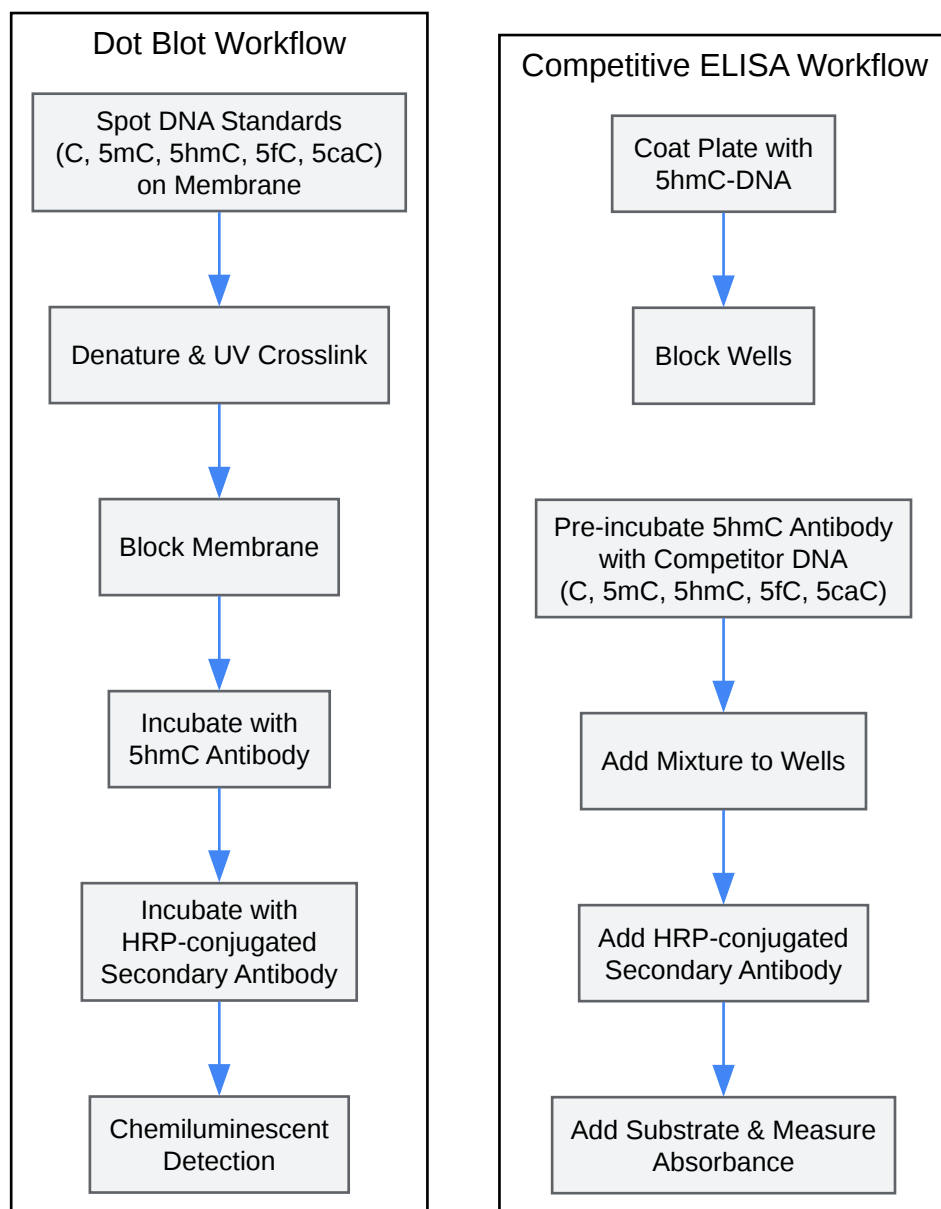 Dot Blot Workflow
Spot DNA Standards
(C, 5mC, 5hmC, 5fC, 5caC)
on Membrane
Denature & UV Crosslink
Block Membrane
Incubate with
5hmC Antibody
Incubate with
HRP-conjugated
Secondary Antibody
Chemiluminescent
Detection
Competitive ELISA Workflow
Coat Plate with
5hmC-DNA
Block Wells
Pre-incubate 5hmC Antibody
with Competitor DNA
(C, 5mC, 5hmC, 5fC, 5caC)
Add Mixture to Wells
Add HRP-conjugated
Secondary Antibody
Add Substrate & Measure
Absorbance